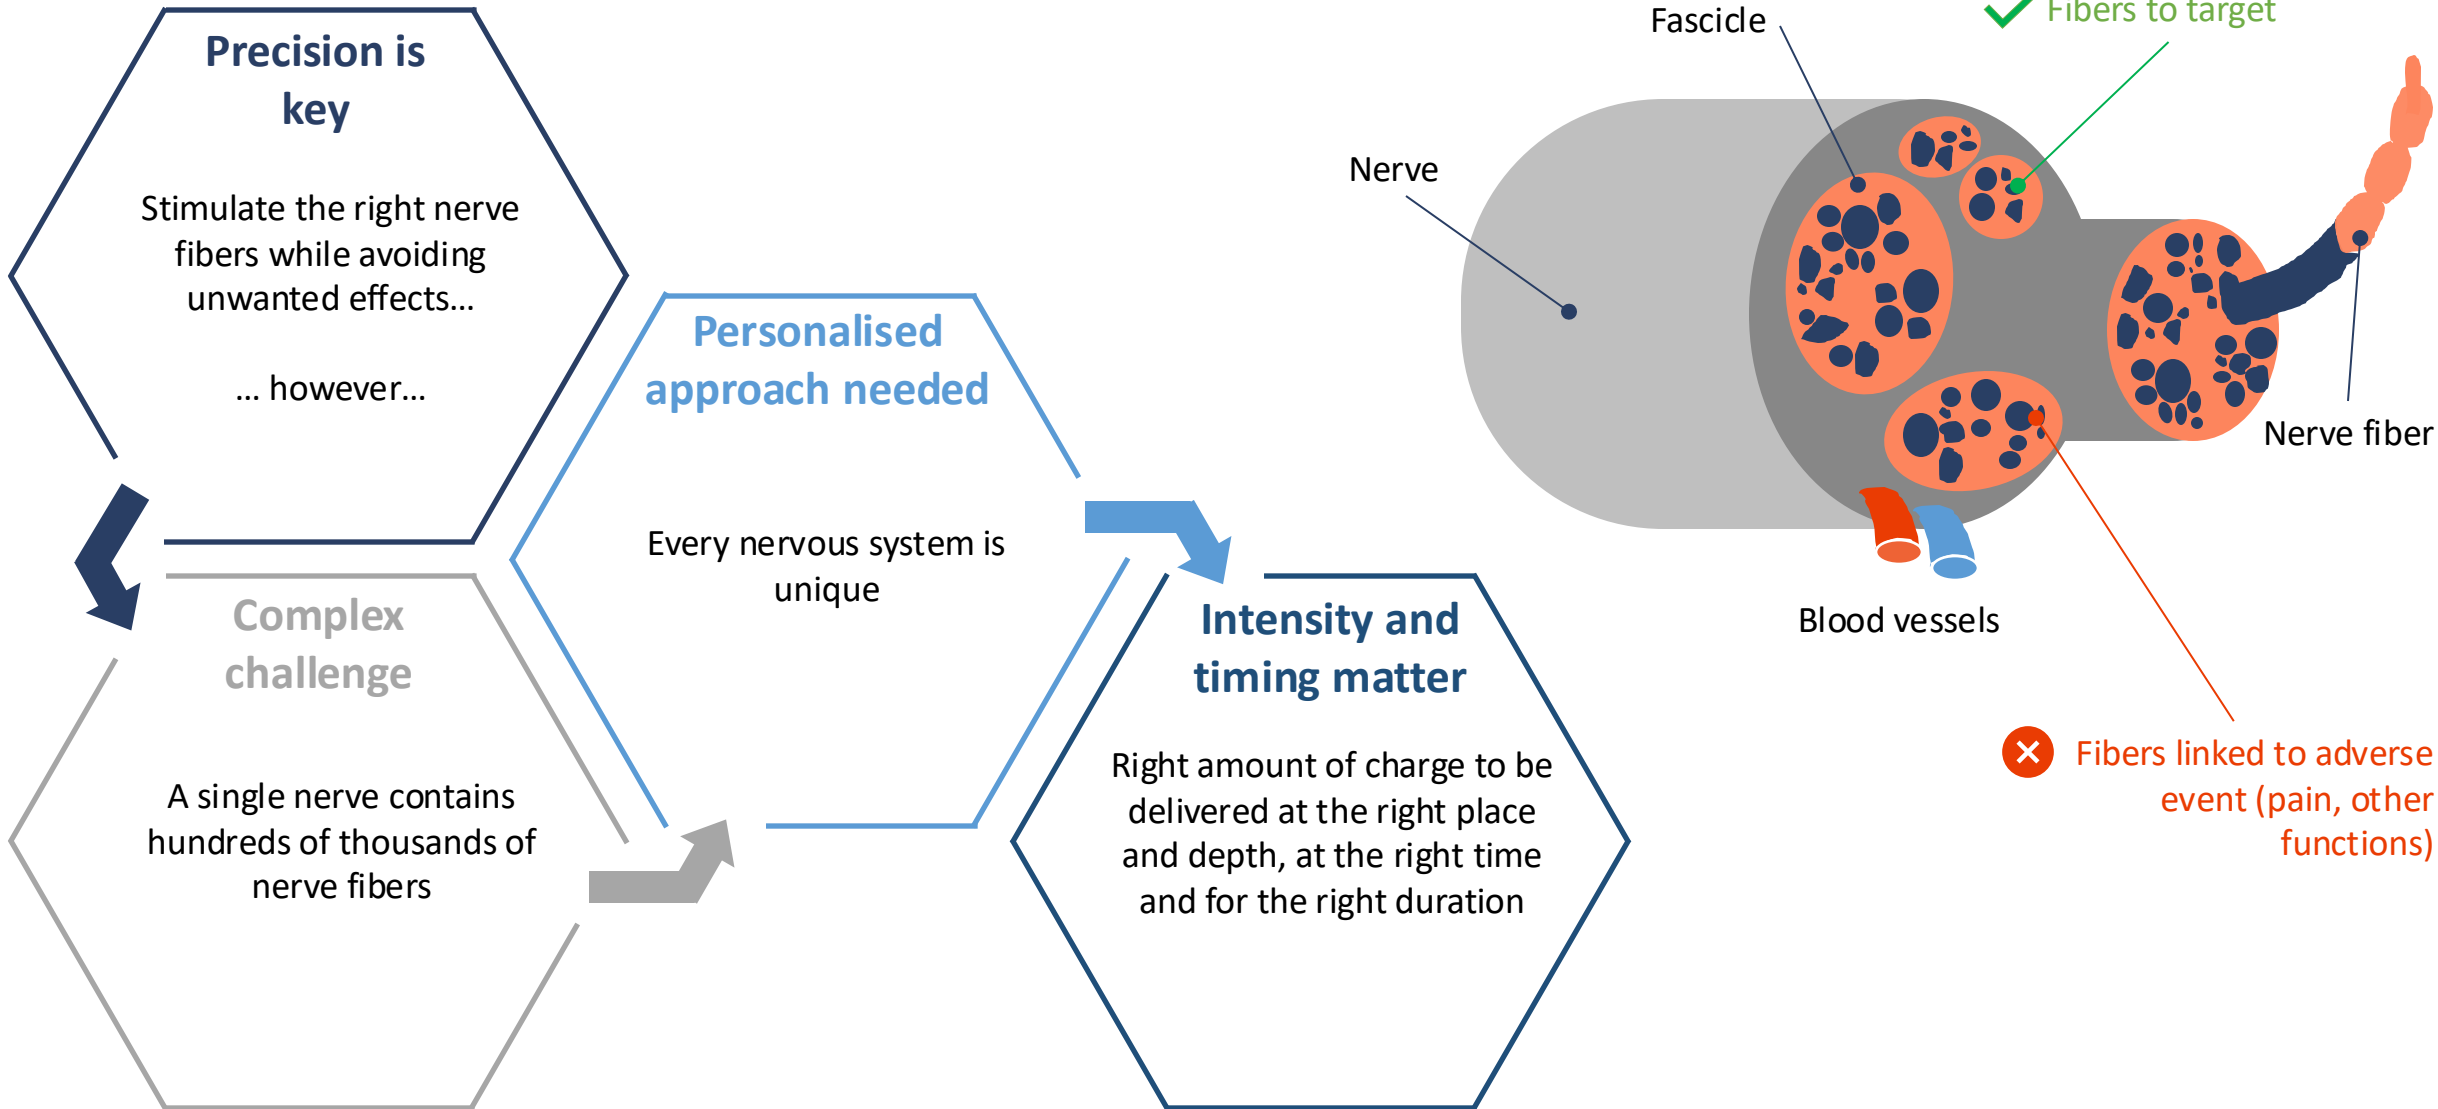 Precision is
key
Stimulate the right nerve
fibers while avoiding
unwanted effects...
... however...
Complex
challenge
A single nerve contains
hundreds of thousands of
nerve fibers
Personalised
approach needed
Every nervous system is
unique
Intensity and
timing matter
Right amount of charge to be
delivered at the right place
and depth, at the right time
and for the right duration
Fascicle
Fibers to target
Nerve
Nerve fiber
Blood vessels
Fibers linked to adverse
event (pain, other
functions)